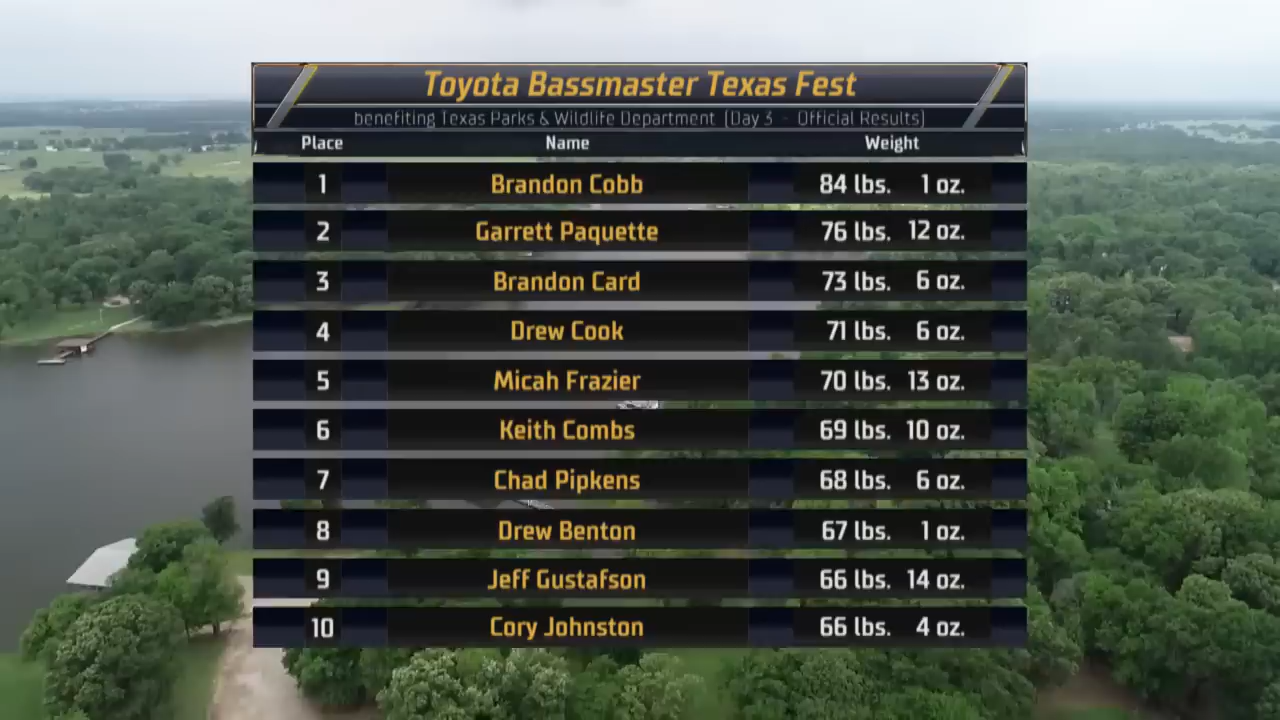 Toyota Bassmaster Texas Fest
benefiting Texas Parks & Wildlife Department (Day 3 - Official Results)
Place Name Weight
1 Brandon Cobb 84 lbs. 1 oz.
2 Garrett Paquette 76 lbs. 12 oz.
3 Brandon Card 73 lbs. 6 oz.
4 Drew Cook 71 lbs. 6 oz.
5 Micah Frazier 70 lbs. 13 oz.
6 Keith Combs 69 lbs. 10 oz.
7 Chad Pipkens 68 lbs. 6 oz.
8 Drew Benton 67 lbs. 1 oz.
9 Jeff Gustafson 66 lbs. 14 oz.
10 Cory Johnston 66 lbs. 4 oz.